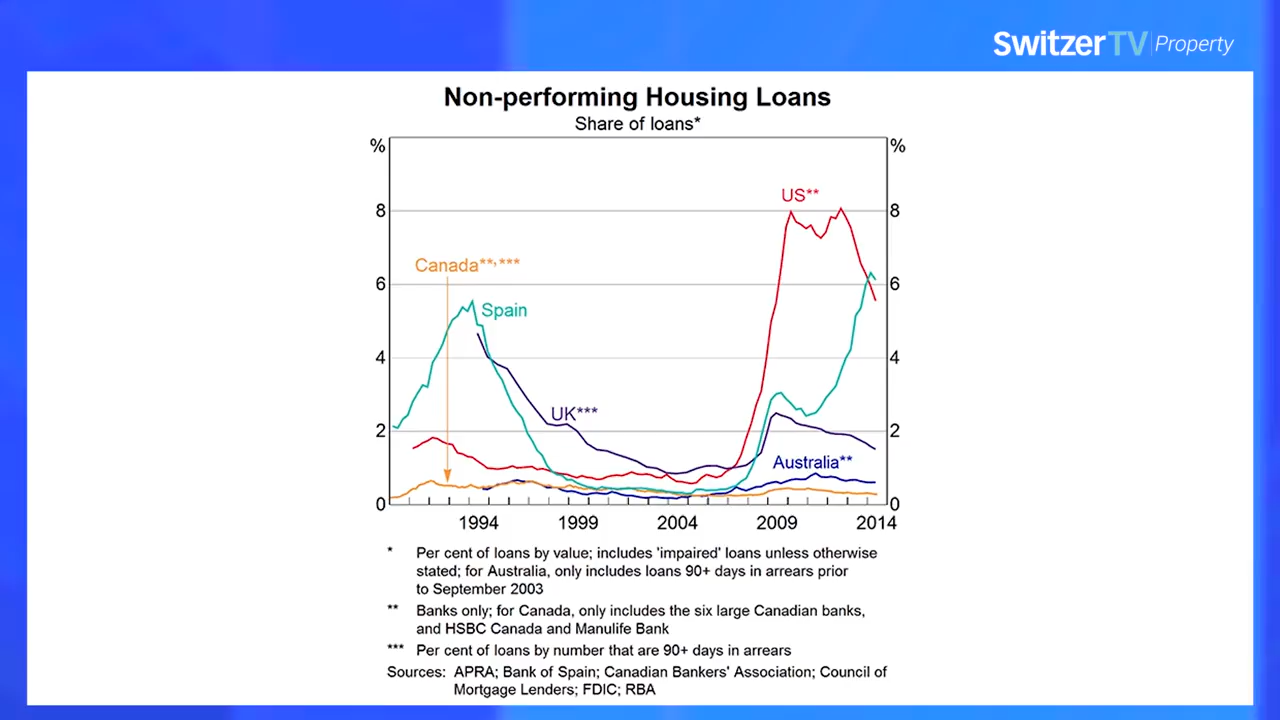 SwitzerTV Property
Non-performing Housing Loans
Share of loans*
% %
US**
8 8
Canada**,***
6 6
Spain
4 4
UK***
2 2
Australia**
0 0
1994 1999 2004 2009 2014
* Per cent of loans by value; includes 'impaired' loans unless otherwise
stated; for Australia, only includes loans 90+ days in arrears prior
to September 2003
** Banks only; for Canada, only includes the six large Canadian banks,
and HSBC Canada and Manulife Bank
*** Per cent of loans by number that are 90+ days in arrears
Sources: APRA; Bank of Spain; Canadian Bankers' Association; Council of
Mortgage Lenders; FDIC; RBA